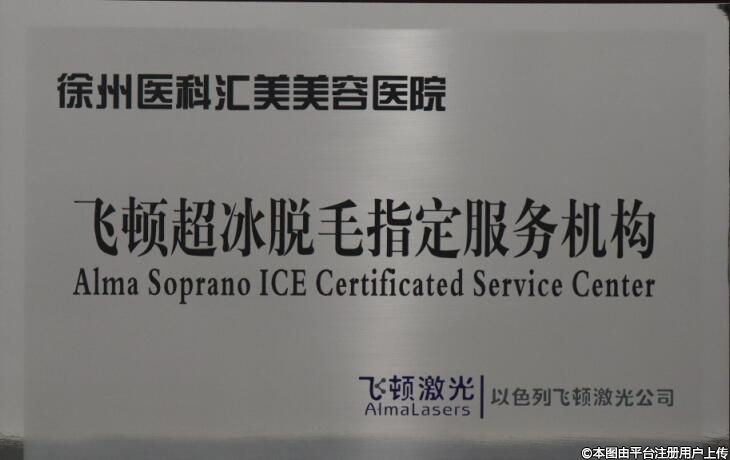 徐州医科汇美美容医院
飞顿超冰脱毛指定服务机构
Alma Soprano ICE Certificated Service Center
飞顿激光
AlmaLasers
以色列飞顿激光公司
©本图由平台注册用户上传